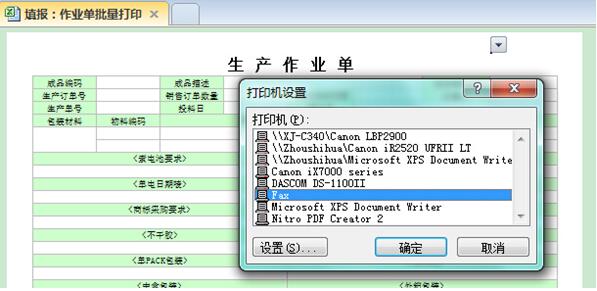 填报：作业单批量打印
生 产 作 业 单
成品编码 成品描述
生产订单号 销售订单数量
生产单号 投料日
包装材料 物料编码
<素电池要求>
<单电日期唛>
<商标采购要求>
<不干胶>
<单PACK包装>
打印机设置
打印机(P):
\\XJ-C340\Canon LBP2900
\\Zhoushihua\Canon iR2520 UFRII LT
\\Zhoushihua\Microsoft XPS Document Write
Canon iX7000 series
DASCOM DS-1100II
Fax
Microsoft XPS Document Writer
Nitro PDF Creator 2
设置(S)... 确定 取消